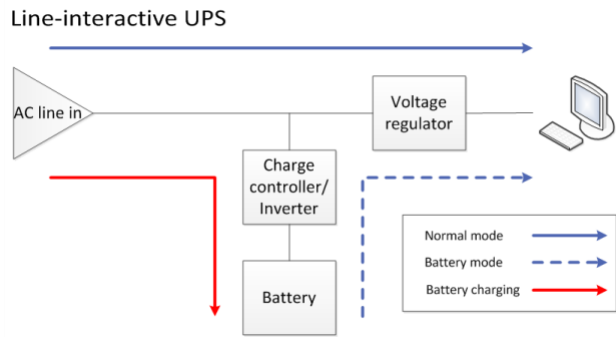 Line-interactive UPS
AC line in
Voltage
regulator
Charge
controller/
Inverter
Battery
Normal mode
Battery mode
Battery charging